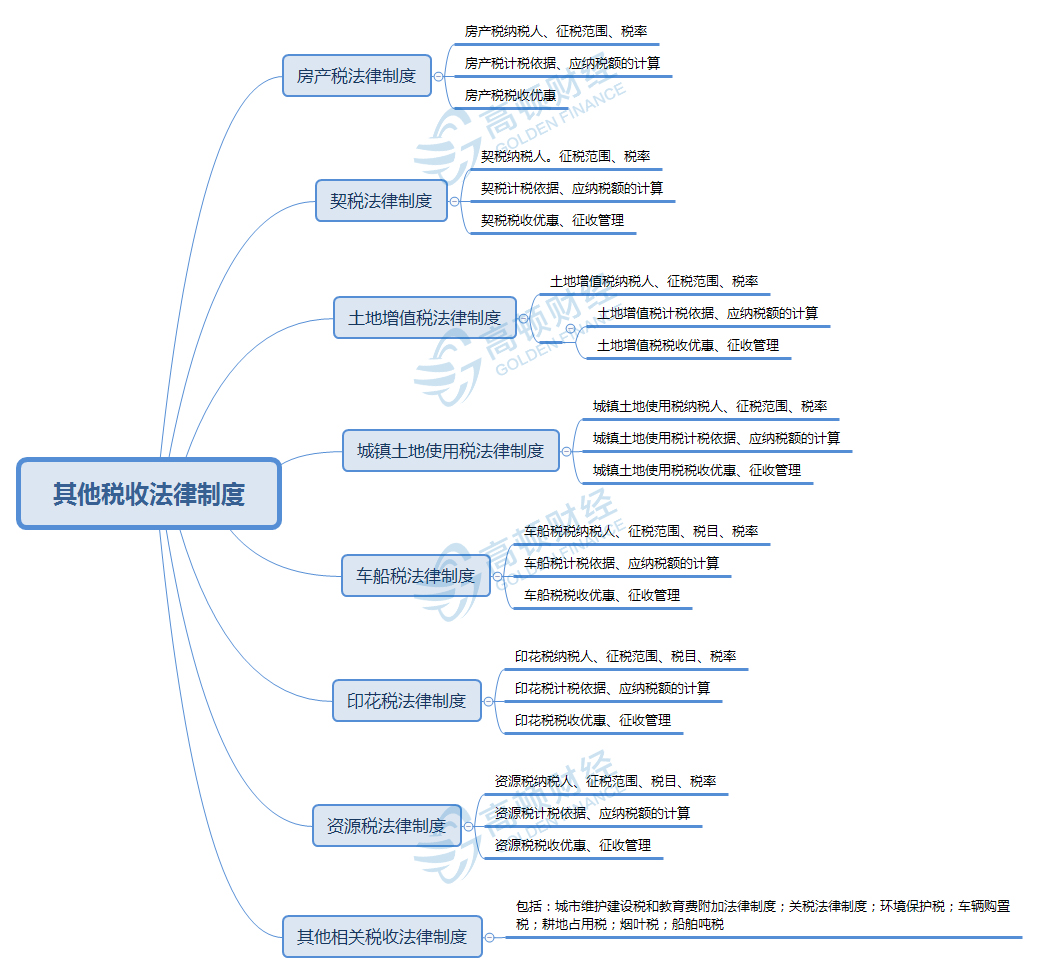 房产税纳税人、征税范围、税率
房产税法律制度
房产税计税依据、应纳税额的计算
房产税税收优惠
契税纳税人。征税范围、税率
契税法律制度
契税计税依据、应纳税额的计算
契税税收优惠、征收管理
土地增值税纳税人、征税范围、税率
土地增值税法律制度
土地增值税计税依据、应纳税额的计算
土地增值税税收优惠、征收管理
城镇土地使用税纳税人、征税范围、税率
城镇土地使用税法律制度
城镇土地使用税计税依据、应纳税额的计算
城镇土地使用税税收优惠、征收管理
其他税收法律制度
车船税税纳税人、征税范围、税目、税率
车船税法律制度
车船税计税依据、应纳税额的计算
车船税税收优惠、征收管理
印花税纳税人、征税范围、税目、税率
印花税法律制度
印花税计税依据、应纳税额的计算
印花税税收优惠、征收管理
资源税纳税人、征税范围、税目、税率
资源税法律制度
资源税计税依据、应纳税额的计算
资源税税收优惠、征收管理
其他相关税收法律制度
包括：城市维护建设税和教育费附加法律制度；关税法律制度；环境保护税；车辆购置
税；耕地占用税；烟叶税；船舶吨税
高顿财经
GOLDEN FINANCE
高顿财经
GOLDEN FINANCE
高顿财经
GOLDEN FINANCE
高顿财经
GOLDEN FINANCE